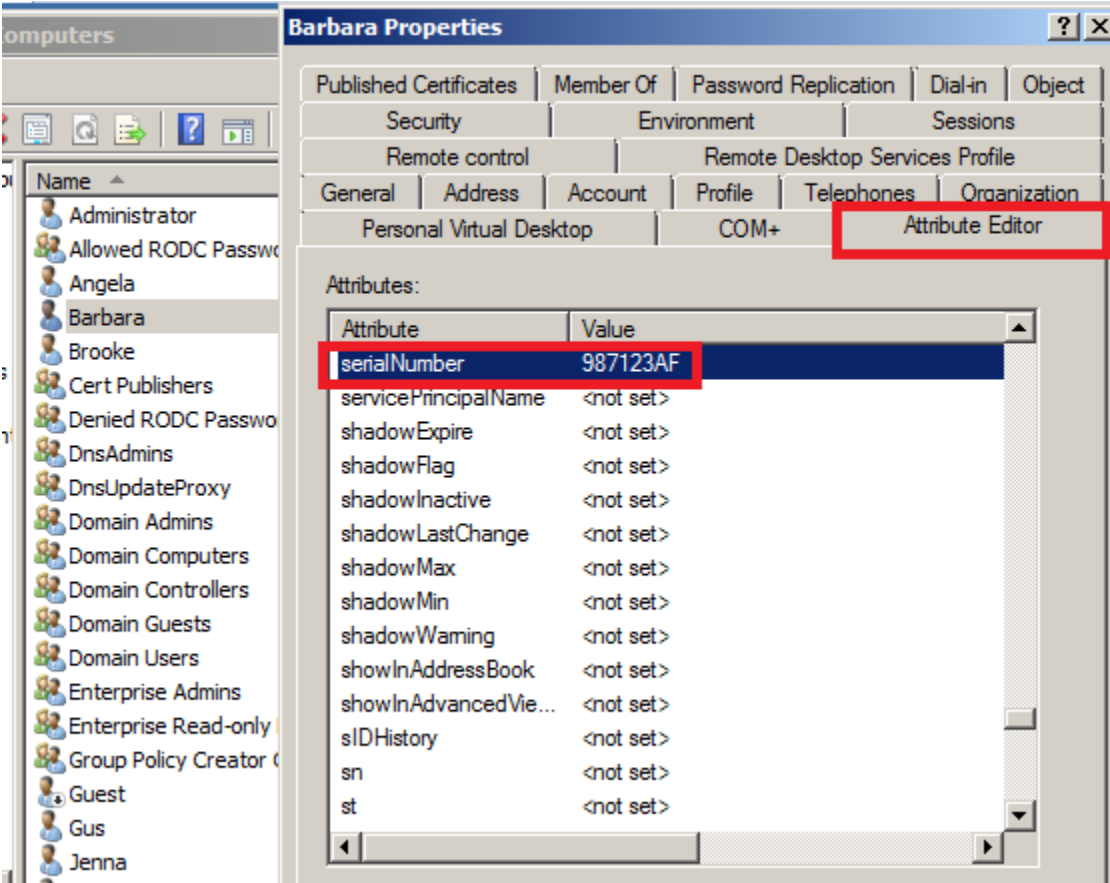 omputers
Name
Administrator
Allowed RODC Passwo
Angela
Barbara
Brooke
Cert Publishers
Denied RODC Passwo
DnsAdmins
DnsUpdateProxy
Domain Admins
Domain Computers
Domain Controllers
Domain Guests
Domain Users
Enterprise Admins
Enterprise Read-only
Group Policy Creator
Guest
Gus
Jenna
Barbara Properties
Published Certificates Member Of Password Replication Dial-in Object
Security Environment Sessions
Remote control Remote Desktop Services Profile
General Address Account Profile Telephones Organization
Personal Virtual Desktop COM+ Attribute Editor
Attributes:
Attribute Value
serialNumber 987123AF
servicePrincipalName <not set>
shadowExpire <not set>
shadowFlag <not set>
shadowInactive <not set>
shadowLastChange <not set>
shadowMax <not set>
shadowMin <not set>
shadowWarning <not set>
showInAddressBook <not set>
showInAdvancedVie... <not set>
sIDHistory <not set>
sn <not set>
st <not set>